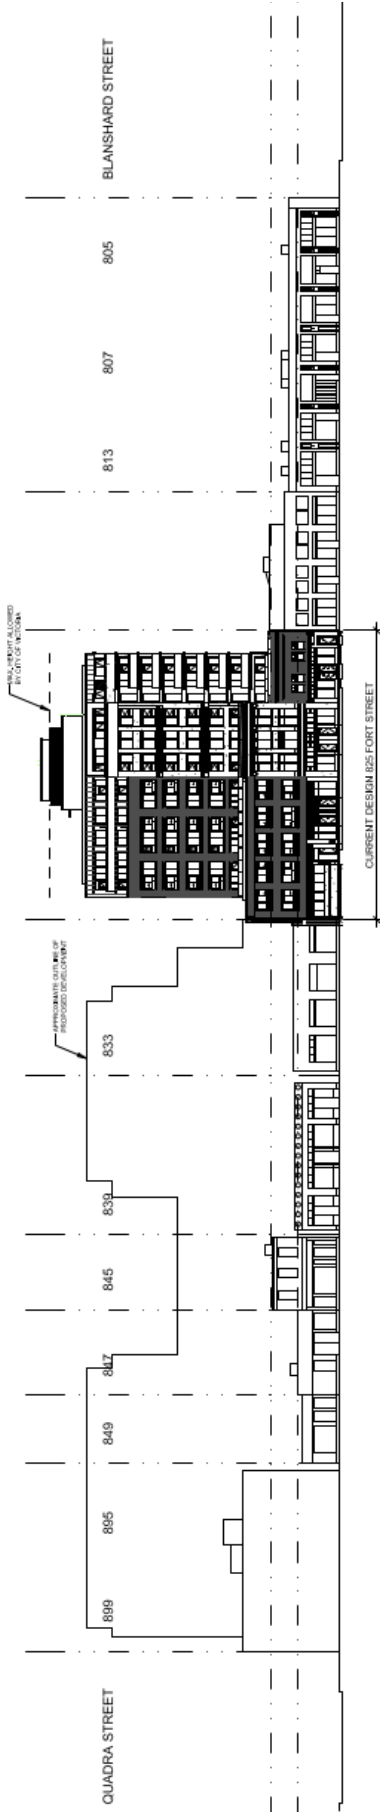 QUADRA STREET
899
895
849
847
845
839
833
APPROXIMATE OUTLINE OF
PROPOSED DEVELOPMENT
MAX. HEIGHT ALLOWED
BY CITY OF VICTORIA
CURRENT DESIGN 825 FORT STREET
813
807
805
BLANSHARD STREET